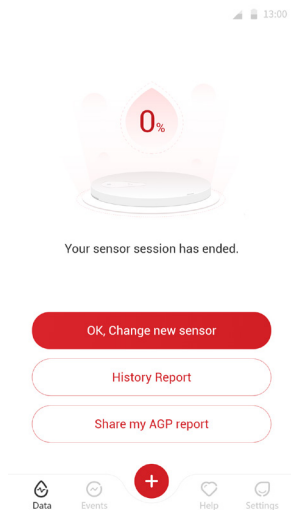 13:00
0%
Your sensor session has ended.
OK, Change new sensor
History Report
Share my AGP report
+
Data Events Help Settings